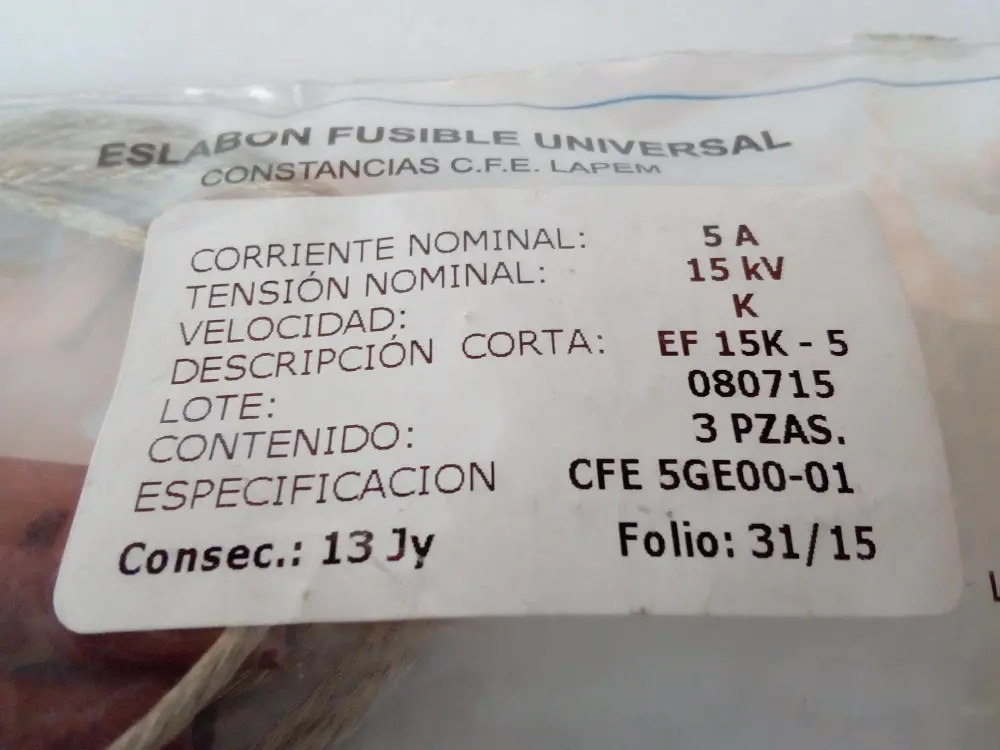 ESLABON FUSIBLE UNIVERSAL
CONSTANCIAS C.F.E. LAPEM
CORRIENTE NOMINAL: 5 A
TENSIÓN NOMINAL: 15 kV
VELOCIDAD: K
DESCRIPCIÓN CORTA: EF 15K - 5
LOTE: 080715
CONTENIDO: 3 PZAS.
ESPECIFICACION CFE 5GE00-01
Consec.: 13 Jy Folio: 31/15